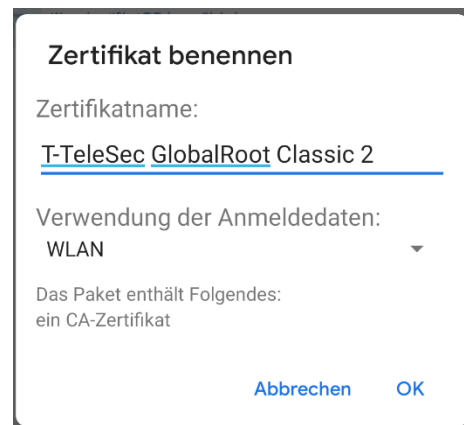 Zertifikat benennen
Zertifikatname:
T-TeleSec GlobalRoot Classic 2
Verwendung der Anmeldedaten:
WLAN
Das Paket enthält Folgendes:
ein CA-Zertifikat
Abbrechen OK